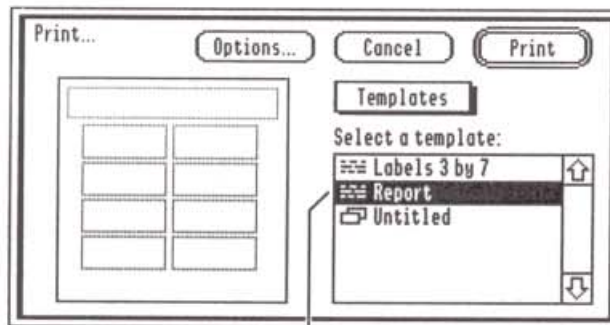 Print...
Options... Cancel Print
Templates
Select a template:
Labels 3 by 7
Report
Untitled